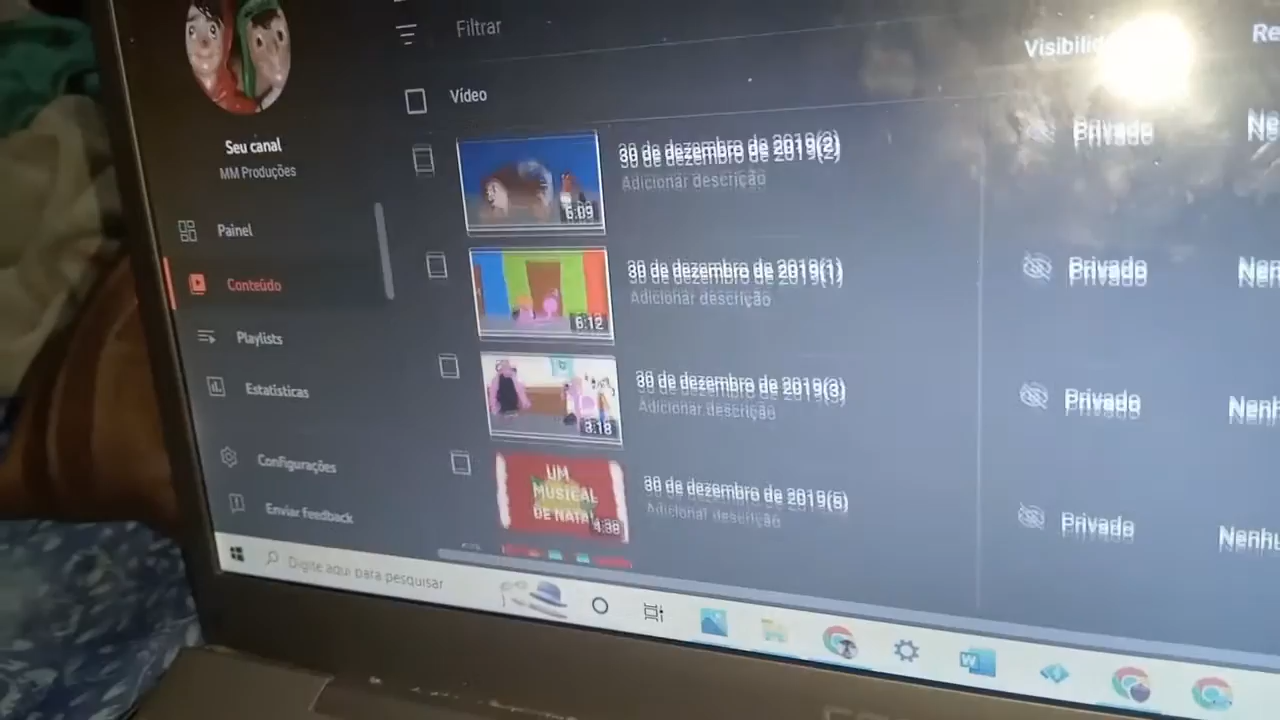 Filtrar
Vídeo
Seu canal
MM Produções
Painel
Conteúdo
Playlists
Estatísticas
Configurações
Enviar feedback
30 de dezembro de 2019(2)
Adicionar descrição
6:09
Privado
30 de dezembro de 2019(1)
Adicionar descrição
6:12
Privado
30 de dezembro de 2019(3)
Adicionar descrição
3:18
Privado
UM
MUSICAL
DE NATAL
4:38
30 de dezembro de 2019(5)
Adicionar descrição
Privado
Digite aqui para pesquisar